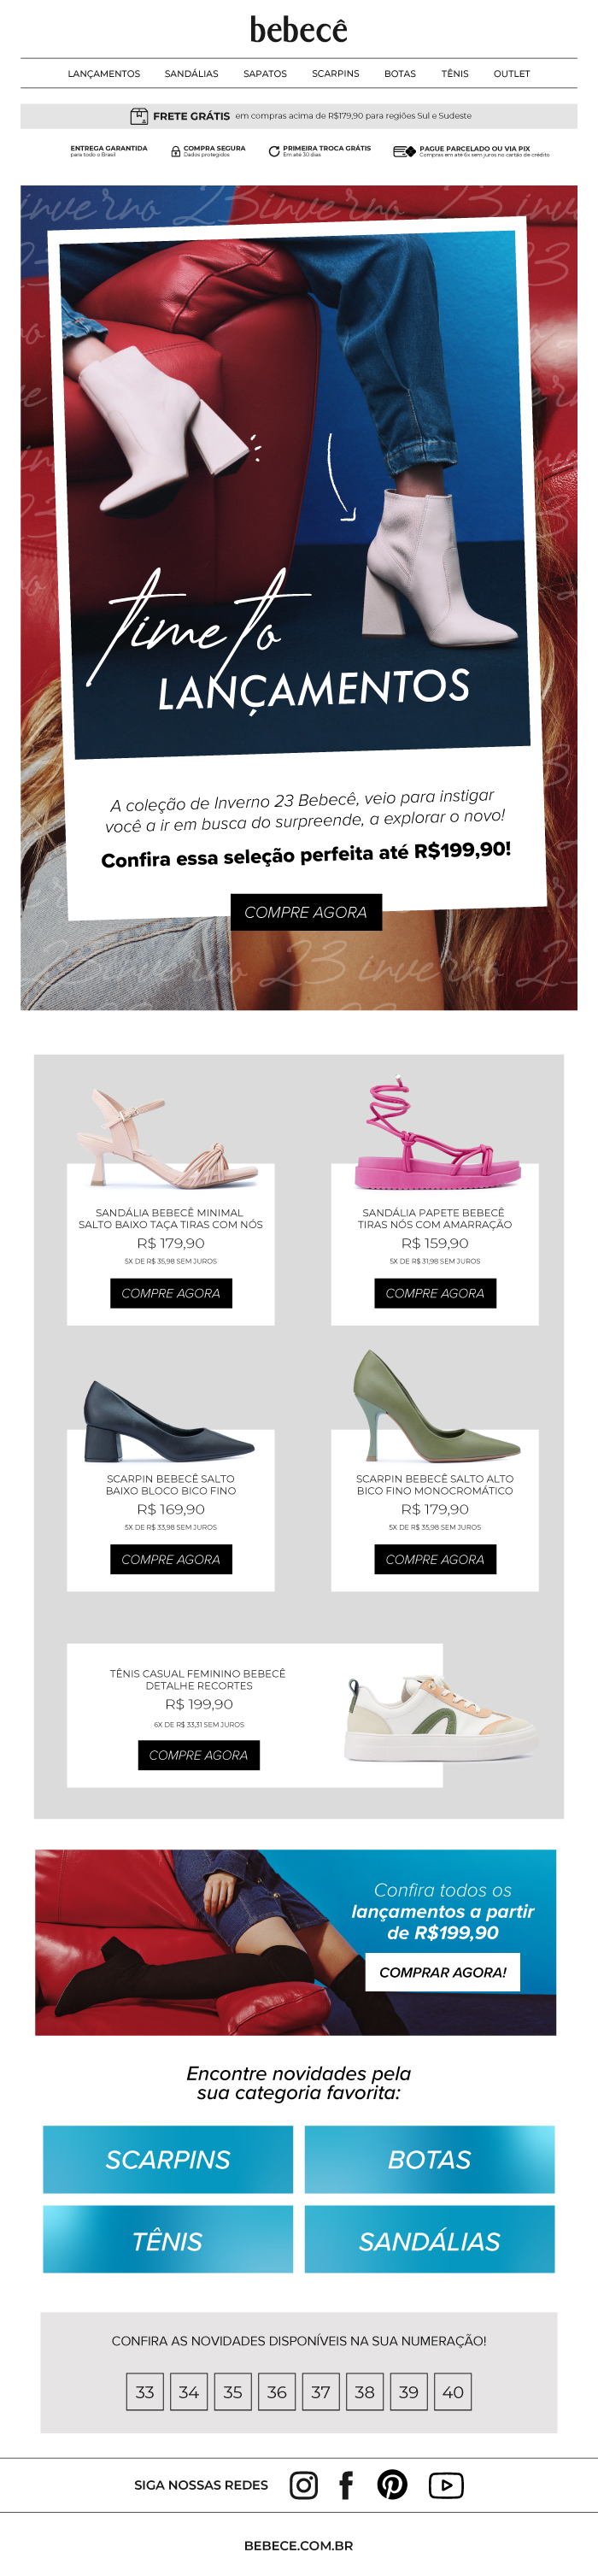 bebecê
LANÇAMENTOS SANDÁLIAS SAPATOS SCARPINS BOTAS TÊNIS OUTLET
FRETE GRÁTIS em compras acima de R$179,90 para regiões Sul e Sudeste
ENTREGA GARANTIDA
para todo o Brasil
COMPRA SEGURA
Dados protegidos
PRIMEIRA TROCA GRÁTIS
Em até 30 dias
PAGUE PARCELADO OU VIA PIX
Compras em até 6x sem juros no cartão de crédito
inverno 23 inverno 23 inv
time To
LANÇAMENTOS
A coleção de Inverno 23 Bebecê, veio para instigar
você a ir em busca do surpreende, a explorar o novo!
Confira essa seleção perfeita até R$199,90!
COMPRE AGORA
23 inverno 23 inverno 23
SANDÁLIA BEBECÊ MINIMAL
SALTO BAIXO TAÇA TIRAS COM NÓS
R$ 179,90
5X DE R$ 35,98 SEM JUROS
COMPRE AGORA
SANDÁLIA PAPETE BEBECÊ
TIRAS NÓS COM AMARRAÇÃO
R$ 159,90
5X DE R$ 31,98 SEM JUROS
COMPRE AGORA
SCARPIN BEBECÊ SALTO
BAIXO BLOCO BICO FINO
R$ 169,90
5X DE R$ 33,98 SEM JUROS
COMPRE AGORA
SCARPIN BEBECÊ SALTO ALTO
BICO FINO MONOCROMÁTICO
R$ 179,90
5X DE R$ 35,98 SEM JUROS
COMPRE AGORA
TÊNIS CASUAL FEMININO BEBECÊ
DETALHE RECORTES
R$ 199,90
6X DE R$ 33,31 SEM JUROS
COMPRE AGORA
Confira todos os
lançamentos a partir
de R$199,90
COMPRAR AGORA!
Encontre novidades pela
sua categoria favorita:
SCARPINS
BOTAS
TÊNIS
SANDÁLIAS
CONFIRA AS NOVIDADES DISPONÍVEIS NA SUA NUMERAÇÃO!
33 34 35 36 37 38 39 40
SIGA NOSSAS REDES
BEBECE.COM.BR